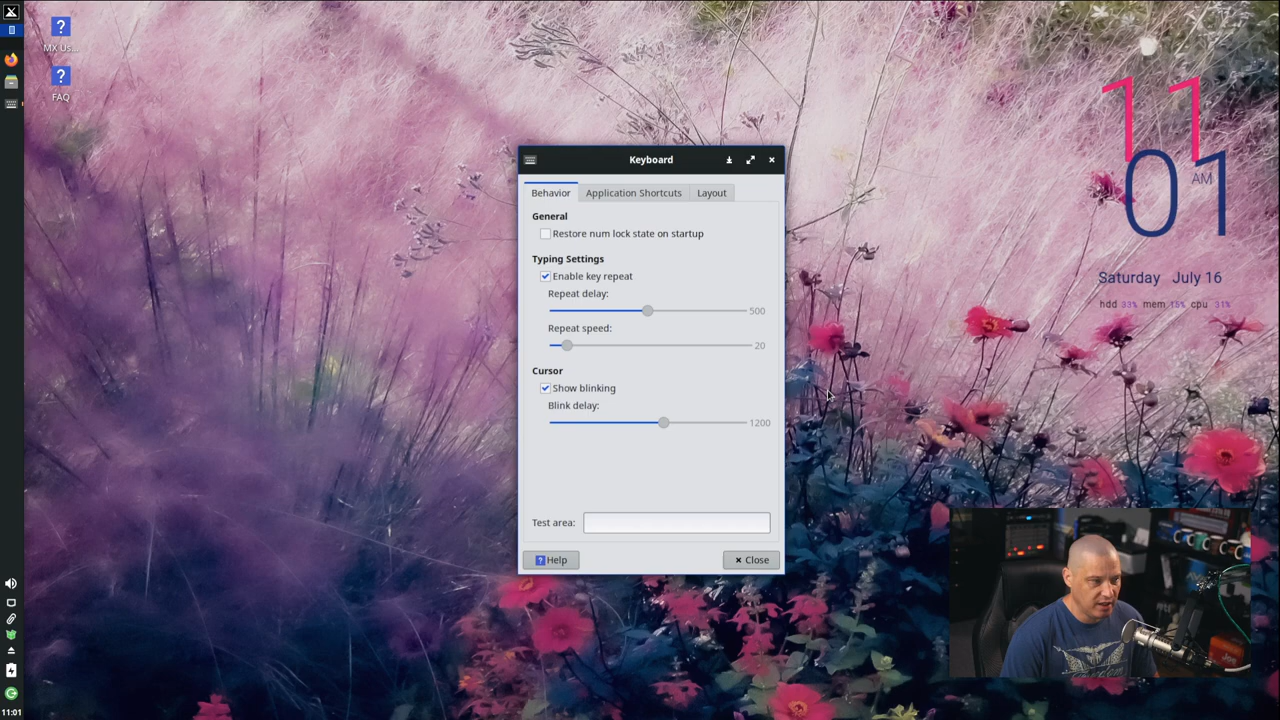 MX Us...
FAQ
11:01
Keyboard
Behavior
Application Shortcuts
Layout
General
Restore num lock state on startup
Typing Settings
Enable key repeat
Repeat delay:
500
Repeat speed:
20
Cursor
Show blinking
Blink delay:
1200
Test area:
Help
Close
11
01
AM
Saturday July 16
hdd 33% mem 15% cpu 31%